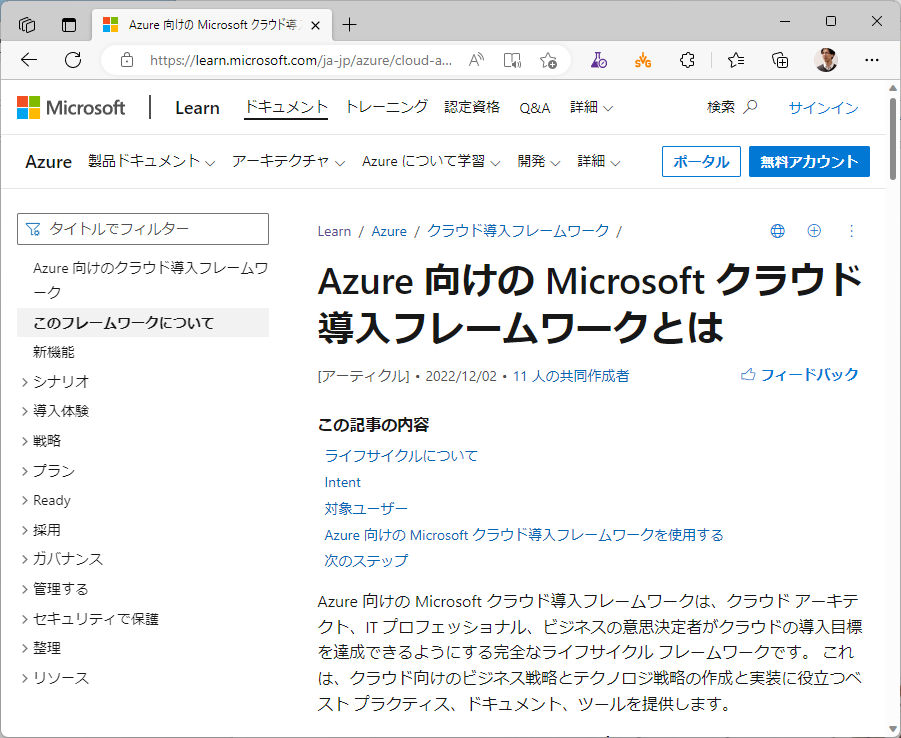 Azure 向けの Microsoft クラウド導
https://learn.microsoft.com/ja-jp/azure/cloud-a...
Microsoft Learn ドキュメント トレーニング 認定資格 Q&A 詳細 検索 サインイン
Azure 製品ドキュメント アーキテクチャ Azure について学習 開発 詳細 ポータル 無料アカウント
タイトルでフィルター
Azure 向けのクラウド導入フレームワ
ーク
このフレームワークについて
新機能
シナリオ
導入体験
戦略
プラン
Ready
採用
ガバナンス
管理する
セキュリティで保護
整理
リソース
Learn / Azure / クラウド導入フレームワーク /
Azure 向けの Microsoft クラウド
導入フレームワークとは
[アーティクル] • 2022/12/02 • 11 人の共同作成者
フィードバック
この記事の内容
ライフサイクルについて
Intent
対象ユーザー
Azure 向けの Microsoft クラウド導入フレームワークを使用する
次のステップ
Azure 向けの Microsoft クラウド導入フレームワークは、クラウド アーキテ
クト、IT プロフェッショナル、ビジネスの意思決定者がクラウドの導入目標
を達成できるようにする完全なライフサイクル フレームワークです。 これ
は、クラウド向けのビジネス戦略とテクノロジ戦略の作成と実装に役立つベ
スト プラクティス、ドキュメント、ツールを提供します。